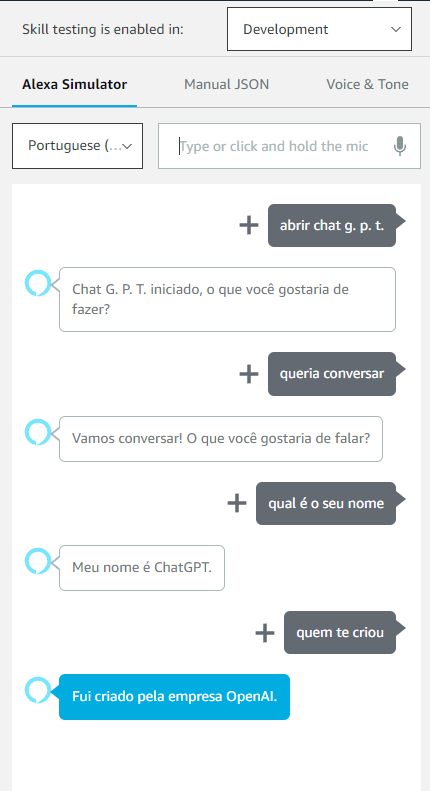 Skill testing is enabled in:
Development
Alexa Simulator
Manual JSON
Voice & Tone
Portuguese (...
Type or click and hold the mic
abrir chat g. p. t.
Chat G. P. T. iniciado, o que você gostaria de
fazer?
queria conversar
Vamos conversar! O que você gostaria de falar?
qual é o seu nome
Meu nome é ChatGPT.
quem te criou
Fui criado pela empresa OpenAI.